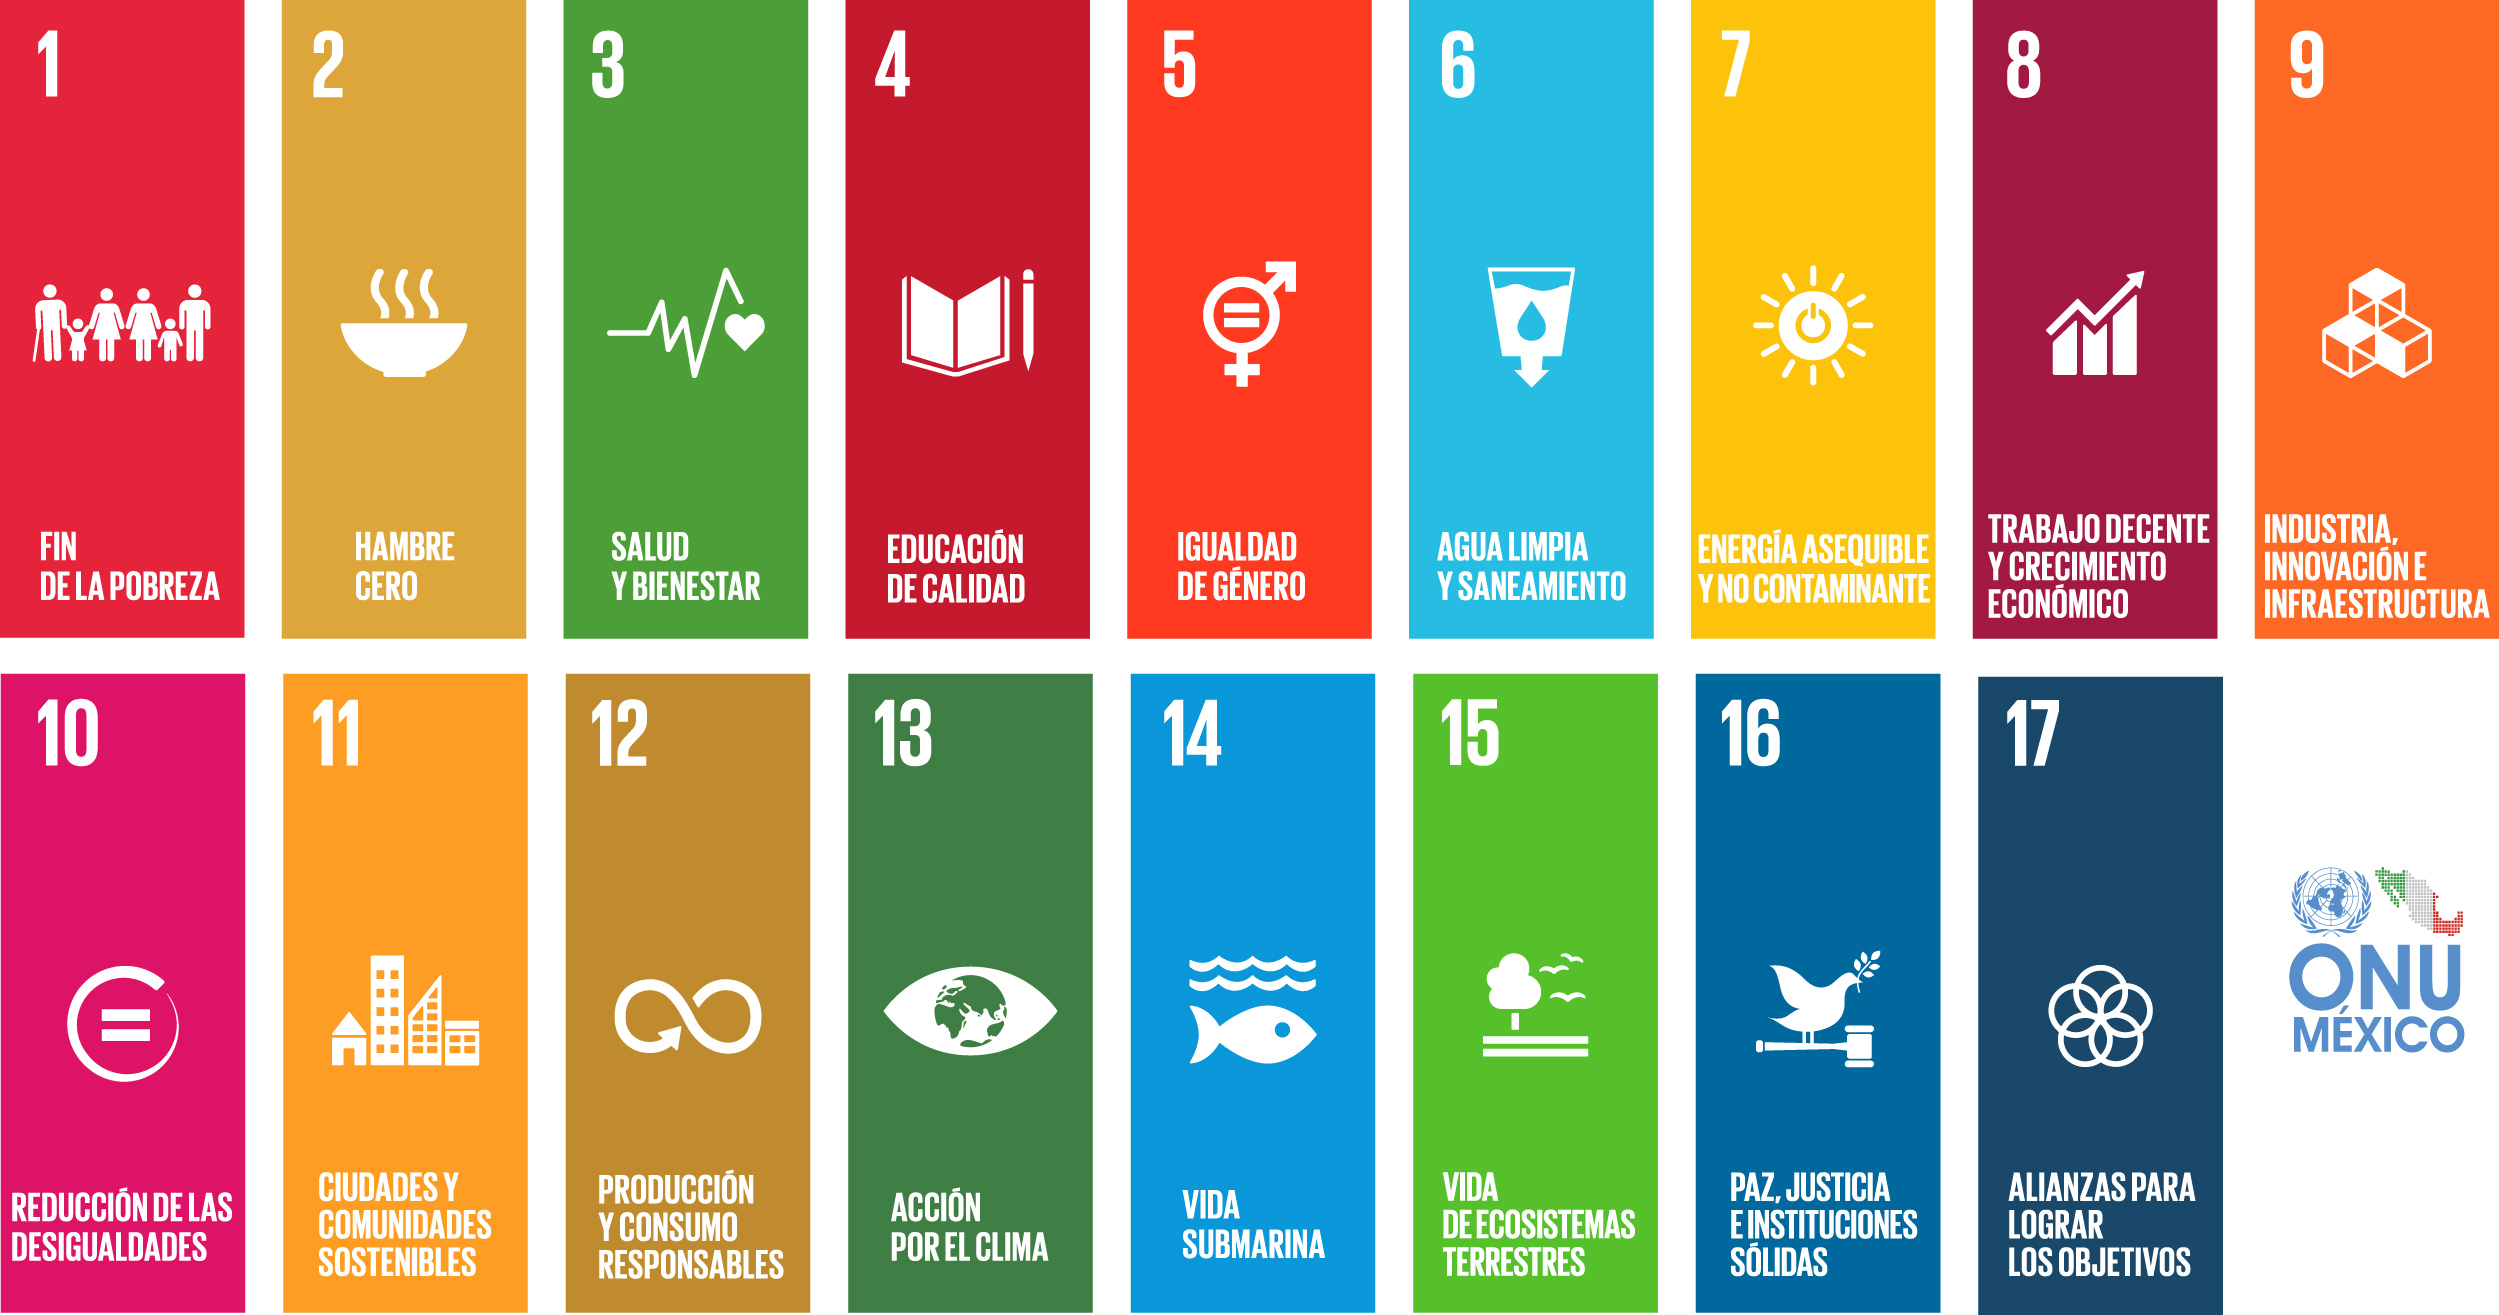 1
FIN
DE LA POBREZA
2
HAMBRE
CERO
3
SALUD
Y BIENESTAR
4
EDUCACIÓN
DE CALIDAD
5
IGUALDAD
DE GÉNERO
6
AGUA LIMPIA
Y SANEAMIENTO
7
ENERGÍA ASEQUIBLE
Y NO CONTAMINANTE
8
TRABAJO DECENTE
Y CRECIMIENTO
ECONÓMICO
9
INDUSTRIA,
INNOVACIÓN E
INFRAESTRUCTURA
10
REDUCCIÓN DE LAS
DESIGUALDADES
11
CIUDADES Y
COMUNIDADES
SOSTENIBLES
12
PRODUCCIÓN
Y CONSUMO
RESPONSABLES
13
ACCIÓN
POR EL CLIMA
14
VIDA
SUBMARINA
15
VIDA
DE ECOSISTEMAS
TERRESTRES
16
PAZ, JUSTICIA
E INSTITUCIONES
SÓLIDAS
17
ALIANZAS PARA
LOGRAR
LOS OBJETIVOS
ONU
MÉXICO